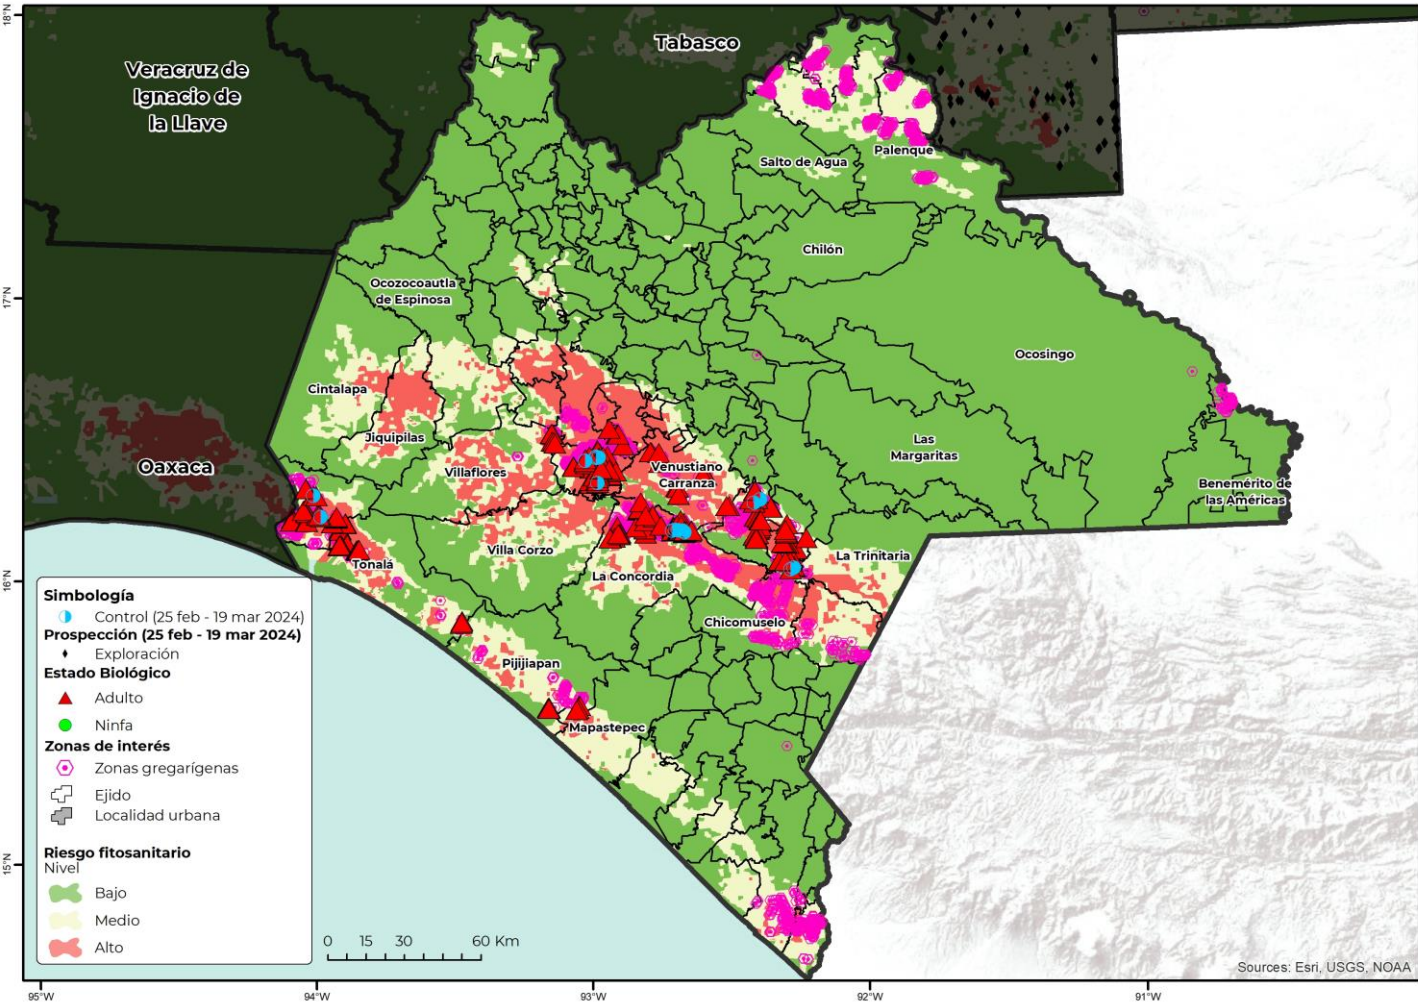 18°N
17°N
16°N
15°N
Tabasco
Veracruz de
Ignacio de
la Llave
Palenque
Salto de Agua
Chilón
Ocozocoautla
de Espinosa
Ocosingo
Cintalapa
Jiquipilas
Las
Margaritas
Oaxaca
Villaflores
Venustiano
Carranza
Benemérito de
las Américas
Villa Corzo
La Trinitaria
Tonalá
La Concordia
Chicomuselo
Pijijiapan
Mapastepec
Simbología
Control (25 feb - 19 mar 2024)
Prospección (25 feb - 19 mar 2024)
Exploración
Estado Biológico
Adulto
Ninfa
Zonas de interés
Zonas gregarígenas
Ejido
Localidad urbana
Riesgo fitosanitario
Nivel
Bajo
Medio
Alto
0 15 30 60 Km
Sources: Esri, USGS, NOAA
95°W 94°W 93°W 92°W 91°W